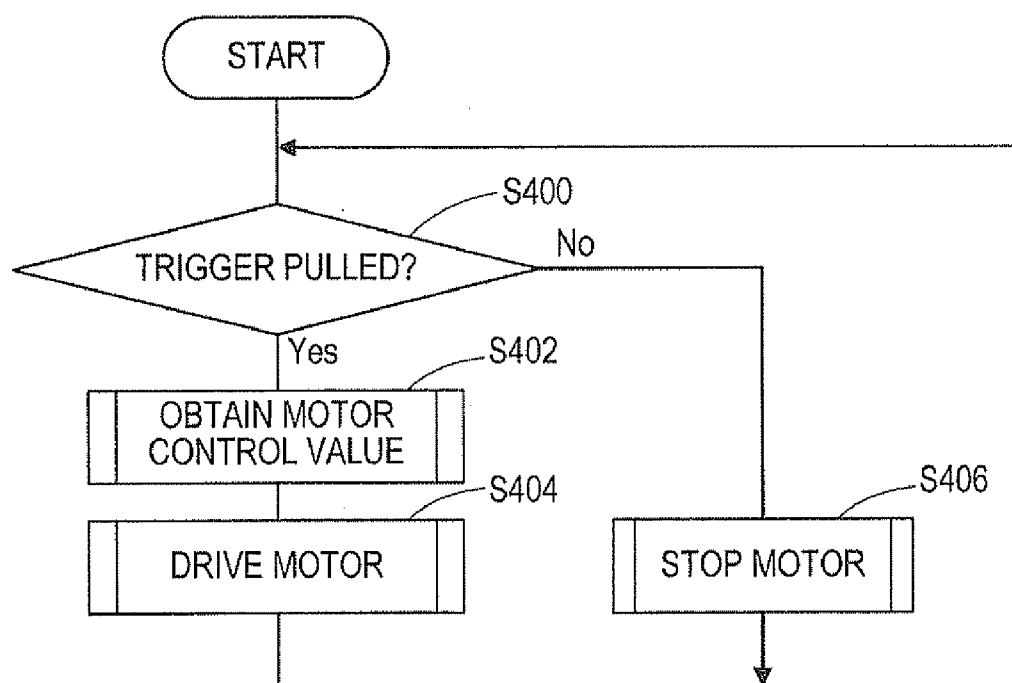 START
S400
TRIGGER PULLED?
No
Yes
S402
OBTAIN MOTOR
CONTROL VALUE
S404
DRIVE MOTOR
S406
STOP MOTOR